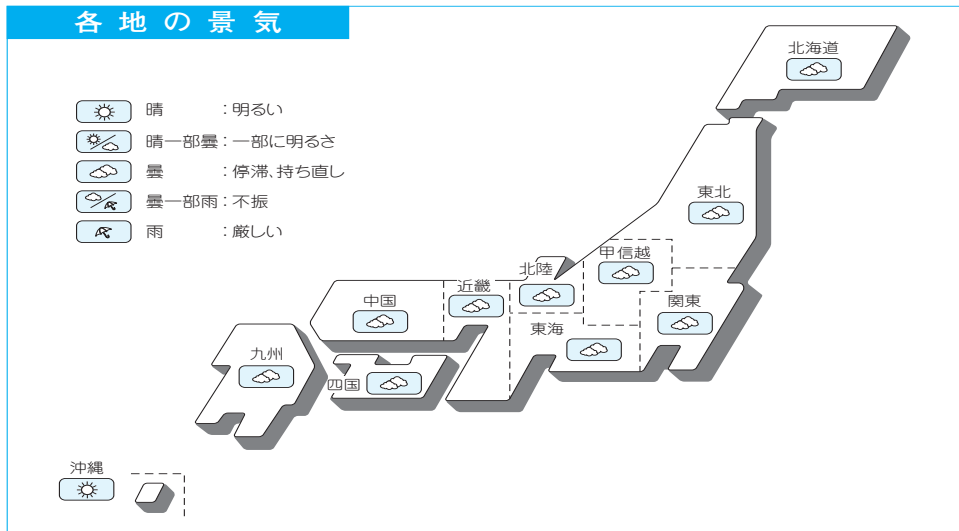 各地の景気
晴 :明るい
晴一部曇:一部に明るさ
曇 :停滞、持ち直し
曇一部雨:不振
雨 :厳しい
北海道
東北
甲信越
北陸
近畿
中国
関東
東海
九州
四国
沖縄